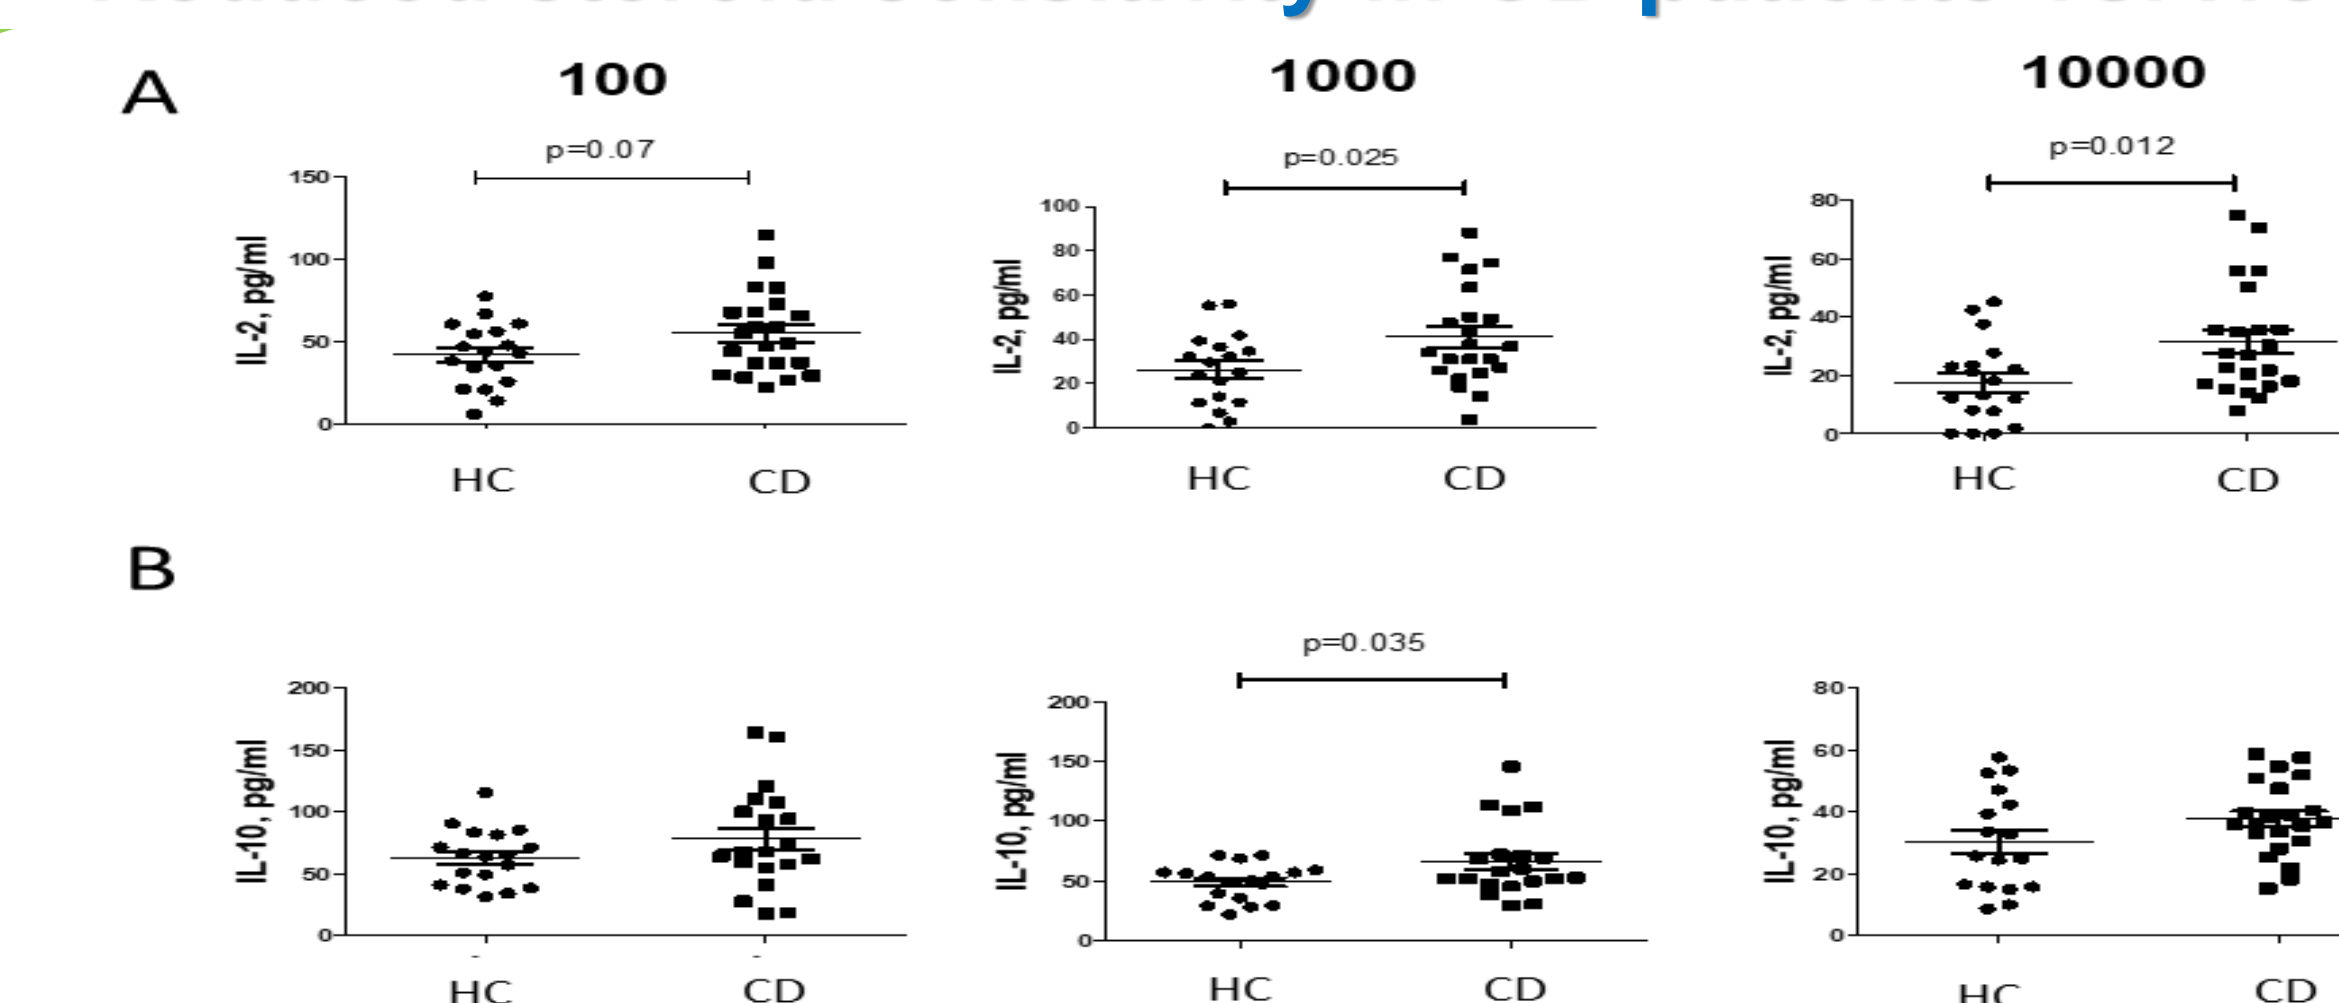 A
100
1000
10000
p=0.07
p=0.025
p=0.012
IL-2, pg/ml
150
100
50
0
HC
CD
IL-2, pg/ml
100
80
60
40
20
0
HC
CD
IL-2, pg/ml
80
60
40
20
0
HC
CD
B
p=0.035
IL-10, pg/ml
200
150
100
50
0
HC
CD
IL-10, pg/ml
200
150
100
50
0
HC
CD
IL-10, pg/ml
80
60
40
20
0
HC
CD